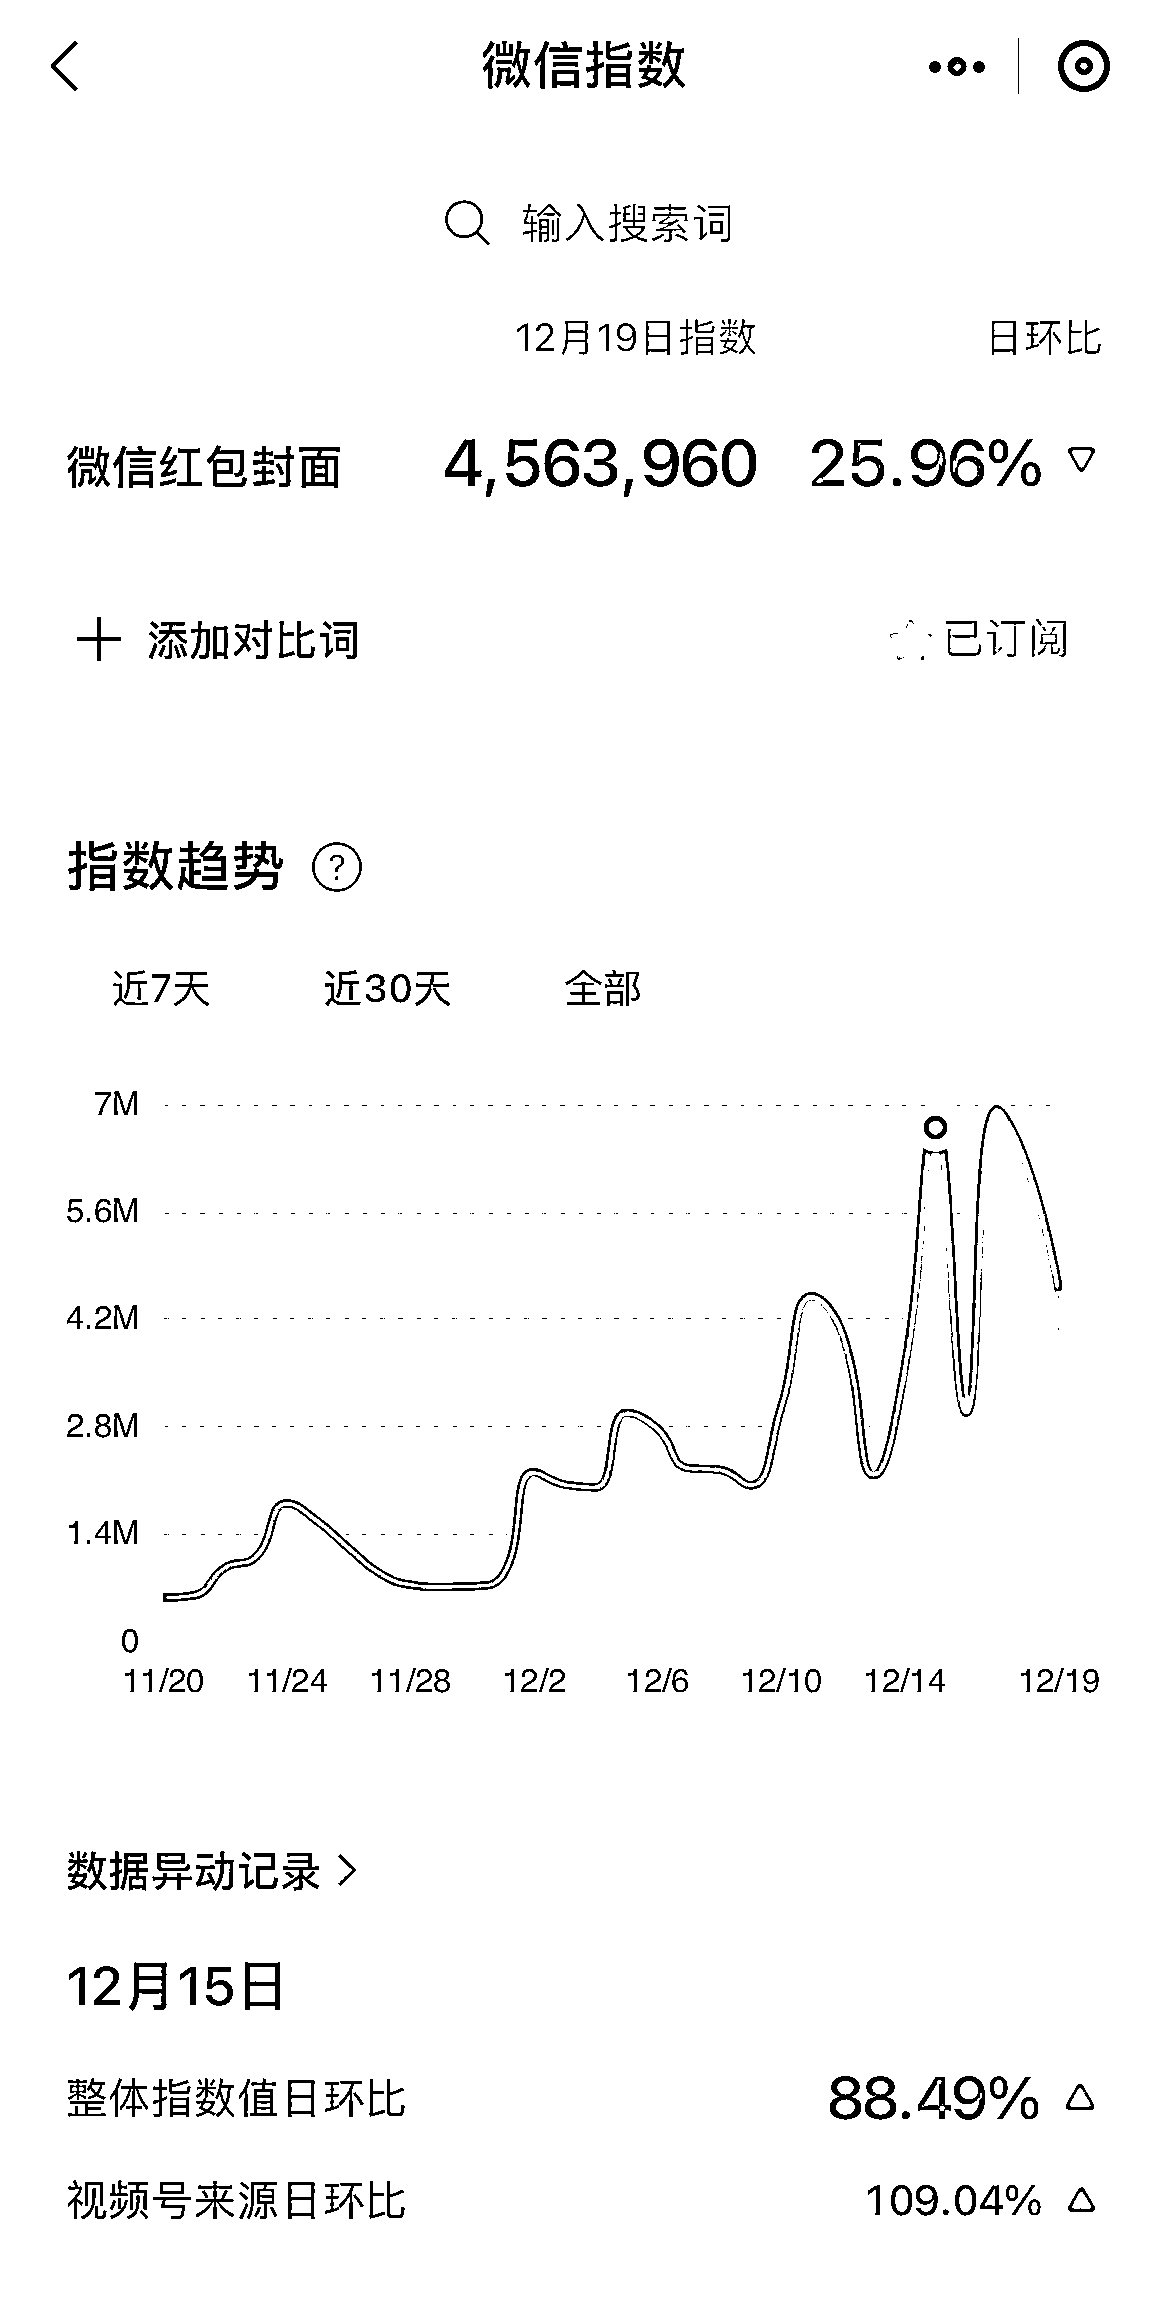 微信指数
输入搜索词
12月19日指数 日环比
微信红包封面 4,563,960 25.96%
添加对比词 已订阅
指数趋势 ?
近7天 近30天 全部
7M
5.6M
4.2M
2.8M
1.4M
0
11/20 11/24 11/28 12/2 12/6 12/10 12/14 12/19
数据异动记录
12月15日
整体指数值日环比 88.49%
视频号来源日环比 109.04%